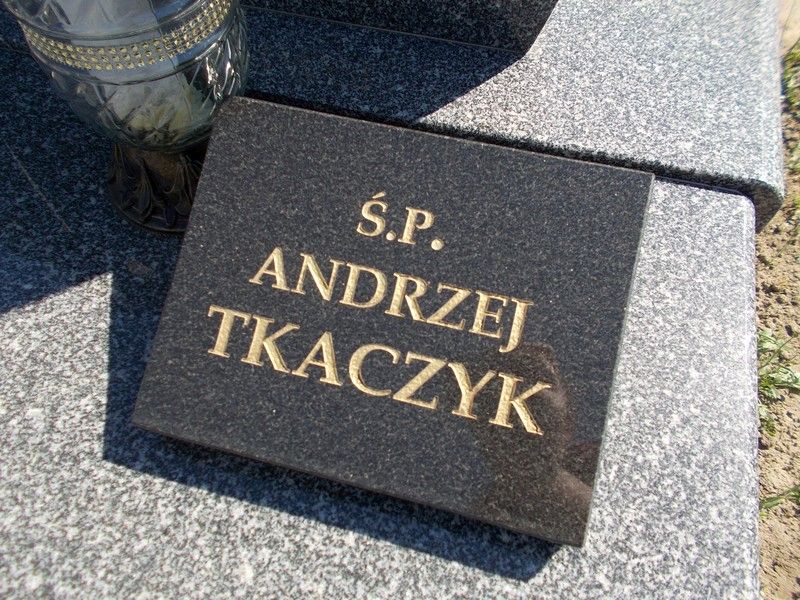 Ś.P.
ANDRZEJ
TKACZYK